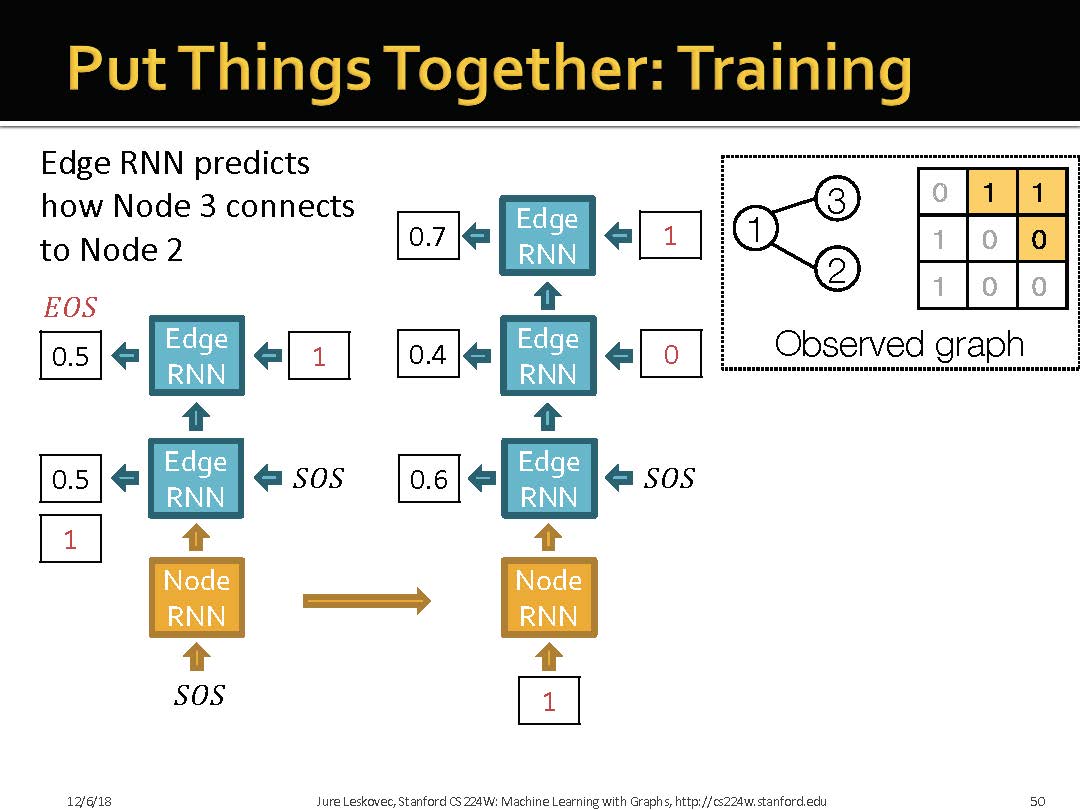 Put Things Together: Training
Edge RNN predicts
how Node 3 connects
to Node 2
EOS
0.5
Edge
RNN
1
0.5
Edge
RNN
SOS
1
Node
RNN
SOS
0.7
Edge
RNN
1
0.4
Edge
RNN
0
0.6
Edge
RNN
SOS
Node
RNN
1
1
3
2
0 1 1
1 0 0
1 0 0
Observed graph
12/6/18
Jure Leskovec, Stanford CS224W: Machine Learning with Graphs, http://cs224w.stanford.edu
50